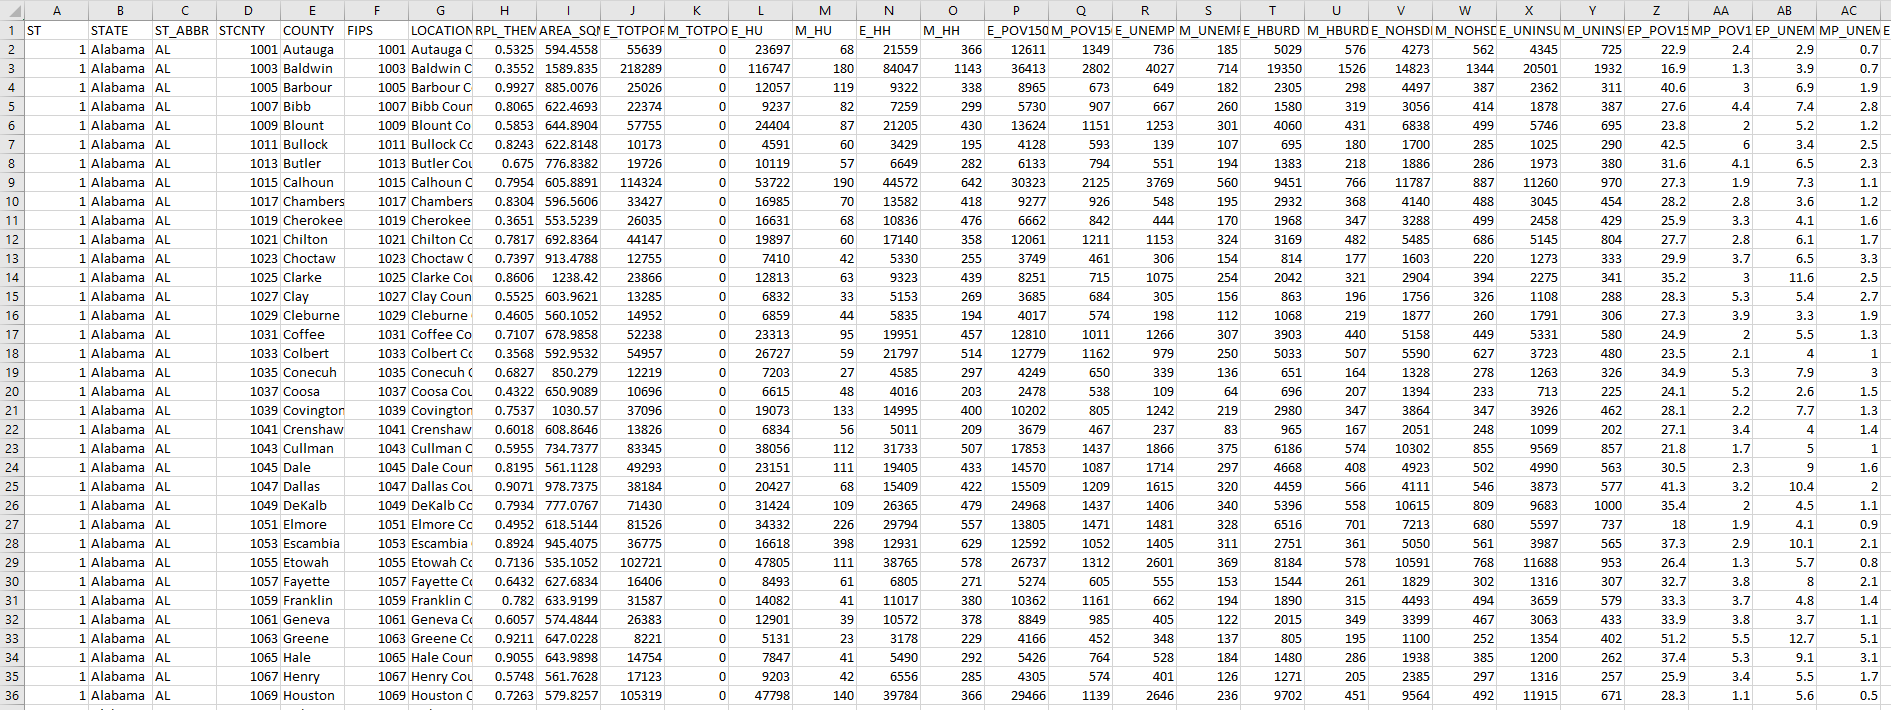 A B C D E F G H I J K L M N O P Q R S T U V W X Y Z AA AB AC
1 ST STATE ST_ABBR STCNTY COUNTY FIPS LOCATION RPL_THEM AREA_SQM E_TOTPOP M_TOTPO E_HU M_HU E_HH M_HH E_POV150 M_POV15 E_UNEMP M_UNEMP E_HBURD M_HBURD E_NOHSD M_NOHSD E_UNINSU M_UNINSU EP_POV15 MP_POV1 EP_UNEM MP_UNEM E
2 1 Alabama AL 1001 Autauga 1001 Autauga C 0.5325 594.4558 55639 0 23697 68 21559 366 12611 1349 736 185 5029 576 4273 562 4345 725 22.9 2.4 2.9 0.7
3 1 Alabama AL 1003 Baldwin 1003 Baldwin C 0.3552 1589.835 218289 0 116747 180 84047 1143 36413 2802 4027 714 19350 1526 14823 1344 20501 1932 16.9 1.3 3.9 0.7
4 1 Alabama AL 1005 Barbour 1005 Barbour C 0.9927 885.0076 25026 0 12057 119 9322 338 8965 673 649 182 2305 298 4497 387 2362 311 40.6 3 6.9 1.9
5 1 Alabama AL 1007 Bibb 1007 Bibb Coun 0.8065 622.4693 22374 0 9237 82 7259 299 5730 907 667 260 1580 319 3056 414 1878 387 27.6 4.4 7.4 2.8
6 1 Alabama AL 1009 Blount 1009 Blount Co 0.5853 644.8904 57755 0 24404 87 21205 430 13624 1151 1253 301 4060 431 6838 499 5746 695 23.8 2 5.2 1.2
7 1 Alabama AL 1011 Bullock 1011 Bullock Cc 0.8243 622.8148 10173 0 4591 60 3429 195 4128 593 139 107 695 180 1700 285 1025 290 42.5 6 3.4 2.5
8 1 Alabama AL 1013 Butler 1013 Butler Cou 0.675 776.8382 19726 0 10119 57 6649 282 6133 794 551 194 1383 218 1886 286 1973 380 31.6 4.1 6.5 2.3
9 1 Alabama AL 1015 Calhoun 1015 Calhoun C 0.7954 605.8891 114324 0 53722 190 44572 642 30323 2125 3769 560 9451 766 11787 887 11260 970 27.3 1.9 7.3 1.1
10 1 Alabama AL 1017 Chambers 1017 Chambers 0.8304 596.5606 33427 0 16985 70 13582 418 9277 926 548 195 2932 368 4140 488 3045 454 28.2 2.8 3.6 1.2
11 1 Alabama AL 1019 Cherokee 1019 Cherokee 0.3651 553.5239 26035 0 16631 68 10836 476 6662 842 444 170 1968 347 3288 499 2458 429 25.9 3.3 4.1 1.6
12 1 Alabama AL 1021 Chilton 1021 Chilton Cc 0.7817 692.8364 44147 0 19897 60 17140 358 12061 1211 1153 324 3169 482 5485 686 5145 804 27.7 2.8 6.1 1.7
13 1 Alabama AL 1023 Choctaw 1023 Choctaw C 0.7397 913.4788 12755 0 7410 42 5330 255 3749 461 306 154 814 177 1603 220 1273 333 29.9 3.7 6.5 3.3
14 1 Alabama AL 1025 Clarke 1025 Clarke Cou 0.8606 1238.42 23866 0 12813 63 9323 439 8251 715 1075 254 2042 321 2904 394 2275 341 35.2 3 11.6 2.5
15 1 Alabama AL 1027 Clay 1027 Clay Coun 0.5525 603.9621 13285 0 6832 33 5153 269 3685 684 305 156 863 196 1756 326 1108 288 28.3 5.3 5.4 2.7
16 1 Alabama AL 1029 Cleburne 1029 Cleburne 0.4605 560.1052 14952 0 6859 44 5835 194 4017 574 198 112 1068 219 1877 260 1791 306 27.3 3.9 3.3 1.9
17 1 Alabama AL 1031 Coffee 1031 Coffee Co 0.7107 678.9858 52238 0 23313 95 19951 457 12810 1011 1266 307 3903 440 5158 449 5331 580 24.9 2 5.5 1.3
18 1 Alabama AL 1033 Colbert 1033 Colbert Cc 0.3568 592.9532 54957 0 26727 59 21797 514 12779 1162 979 250 5033 507 5590 627 3723 480 23.5 2.1 4 1
19 1 Alabama AL 1035 Conecuh 1035 Conecuh C 0.6827 850.279 12219 0 7203 27 4585 297 4249 650 339 136 651 164 1328 278 1263 326 34.9 5.3 7.9 3
20 1 Alabama AL 1037 Coosa 1037 Coosa Cou 0.4322 650.9089 10696 0 6615 48 4016 203 2478 538 109 64 696 207 1394 233 713 225 24.1 5.2 2.6 1.5
21 1 Alabama AL 1039 Covington 1039 Covington 0.7537 1030.57 37096 0 19073 133 14995 400 10202 805 1242 219 2980 347 3864 347 3926 462 28.1 2.2 7.7 1.3
22 1 Alabama AL 1041 Crenshaw 1041 Crenshaw 0.6018 608.8646 13826 0 6834 56 5011 209 3679 467 237 83 965 167 2051 248 1099 202 27.1 3.4 4 1.4
23 1 Alabama AL 1043 Cullman 1043 Cullman C 0.5955 734.7377 83345 0 38056 112 31733 507 17853 1437 1866 375 6186 574 10302 855 9569 857 21.8 1.7 5 1
24 1 Alabama AL 1045 Dale 1045 Dale Coun 0.8195 561.1128 49293 0 23151 111 19405 433 14570 1087 1714 297 4668 408 4923 502 4990 563 30.5 2.3 9 1.6
25 1 Alabama AL 1047 Dallas 1047 Dallas Cou 0.9071 978.7375 38184 0 20427 68 15409 422 15509 1209 1615 320 4459 566 4111 546 3873 577 41.3 3.2 10.4 2
26 1 Alabama AL 1049 DeKalb 1049 DeKalb Cc 0.7934 777.0767 71430 0 31424 109 26365 479 24968 1437 1406 340 5396 558 10615 809 9683 1000 35.4 2 4.5 1.1
27 1 Alabama AL 1051 Elmore 1051 Elmore Cc 0.4952 618.5144 81526 0 34332 226 29794 557 13805 1471 1481 328 6516 701 7213 680 5597 737 18 1.9 4.1 0.9
28 1 Alabama AL 1053 Escambia 1053 Escambia 0.8924 945.4075 36775 0 16618 398 12931 629 12592 1052 1405 311 2751 361 5050 561 3987 565 37.3 2.9 10.1 2.1
29 1 Alabama AL 1055 Etowah 1055 Etowah Cc 0.7136 535.1052 102721 0 47805 111 38765 578 26737 1312 2601 369 8184 578 10591 768 11688 953 26.4 1.3 5.7 0.8
30 1 Alabama AL 1057 Fayette 1057 Fayette Cc 0.6432 627.6834 16406 0 8493 61 6805 271 5274 605 555 153 1544 261 1829 302 1316 307 32.7 3.8 8 2.1
31 1 Alabama AL 1059 Franklin 1059 Franklin C 0.782 633.9199 31587 0 14082 41 11017 380 10362 1161 662 194 1890 315 4493 494 3659 579 33.3 3.7 4.8 1.4
32 1 Alabama AL 1061 Geneva 1061 Geneva Cc 0.6057 574.4844 26383 0 12901 39 10572 378 8849 985 405 122 2015 349 3399 467 3063 433 33.9 3.8 3.7 1.1
33 1 Alabama AL 1063 Greene 1063 Greene Cc 0.9211 647.0228 8221 0 5131 23 3178 229 4166 452 348 137 805 195 1100 252 1354 402 51.2 5.5 12.7 5.1
34 1 Alabama AL 1065 Hale 1065 Hale Coun 0.9055 643.9898 14754 0 7847 41 5490 292 5426 764 528 184 1480 286 1938 385 1200 262 37.4 5.3 9.1 3.1
35 1 Alabama AL 1067 Henry 1067 Henry Cou 0.5748 561.7628 17123 0 9203 42 6556 285 4305 574 401 126 1271 205 2385 297 1316 257 25.9 3.4 5.5 1.7
36 1 Alabama AL 1069 Houston 1069 Houston C 0.7263 579.8257 105319 0 47798 140 39784 366 29466 1139 2646 236 9702 451 9564 492 11915 671 28.3 1.1 5.6 0.5